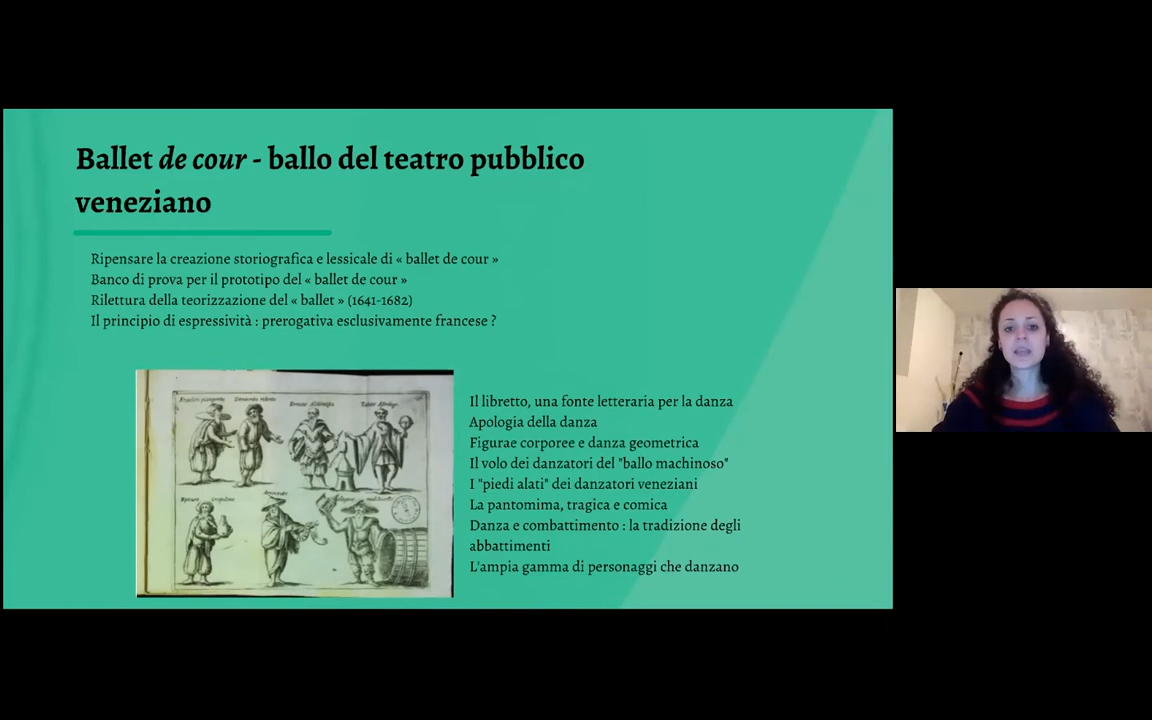 Ballet de cour - ballo del teatro pubblico
veneziano
Ripensare la creazione storiografica e lessicale di « ballet de cour »
Banco di prova per il prototipo del « ballet de cour »
Rilettura della teorizzazione del « ballet » (1641-1682)
Il principio di espressività : prerogativa esclusivamente francese ?
Il libretto, una fonte letteraria per la danza
Apologia della danza
Figurae corporee e danza geometrica
Il volo dei danzatori del "ballo machinoso"
I "piedi alati" dei danzatori veneziani
La pantomima, tragica e comica
Danza e combattimento : la tradizione degli
abbattimenti
L'ampia gamma di personaggi che danzano